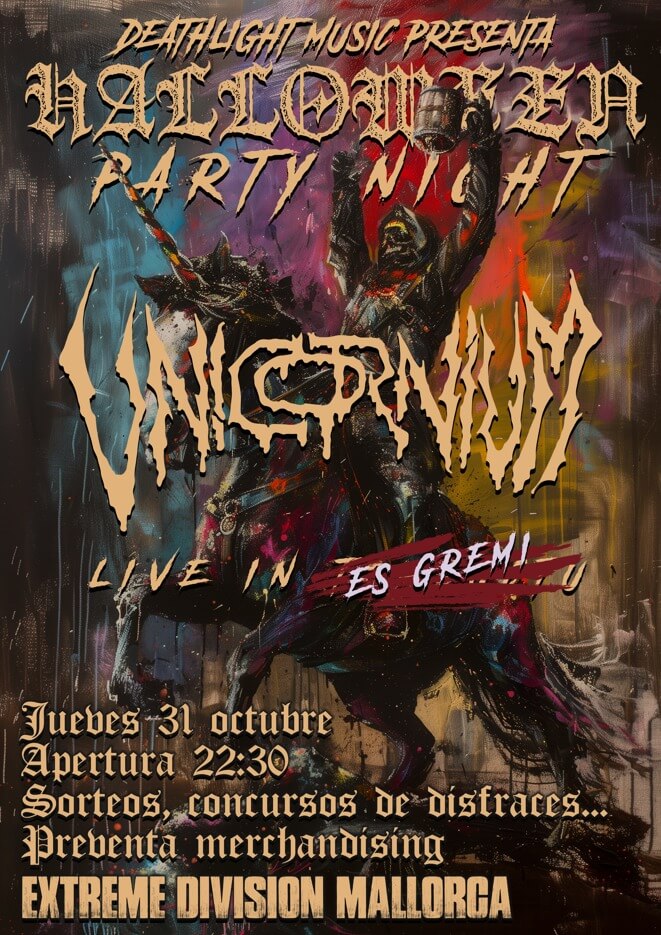 DEATHLIGHT MUSIC PRESENTA
HALLOWEEN
PARTY NIGHT
UNICORNIUM
LIVE IN ES GREMI
Jueves 31 octubre
Apertura 22:30
Sorteos, concursos de disfraces...
Preventa merchandising
EXTREME DIVISION MALLORCA